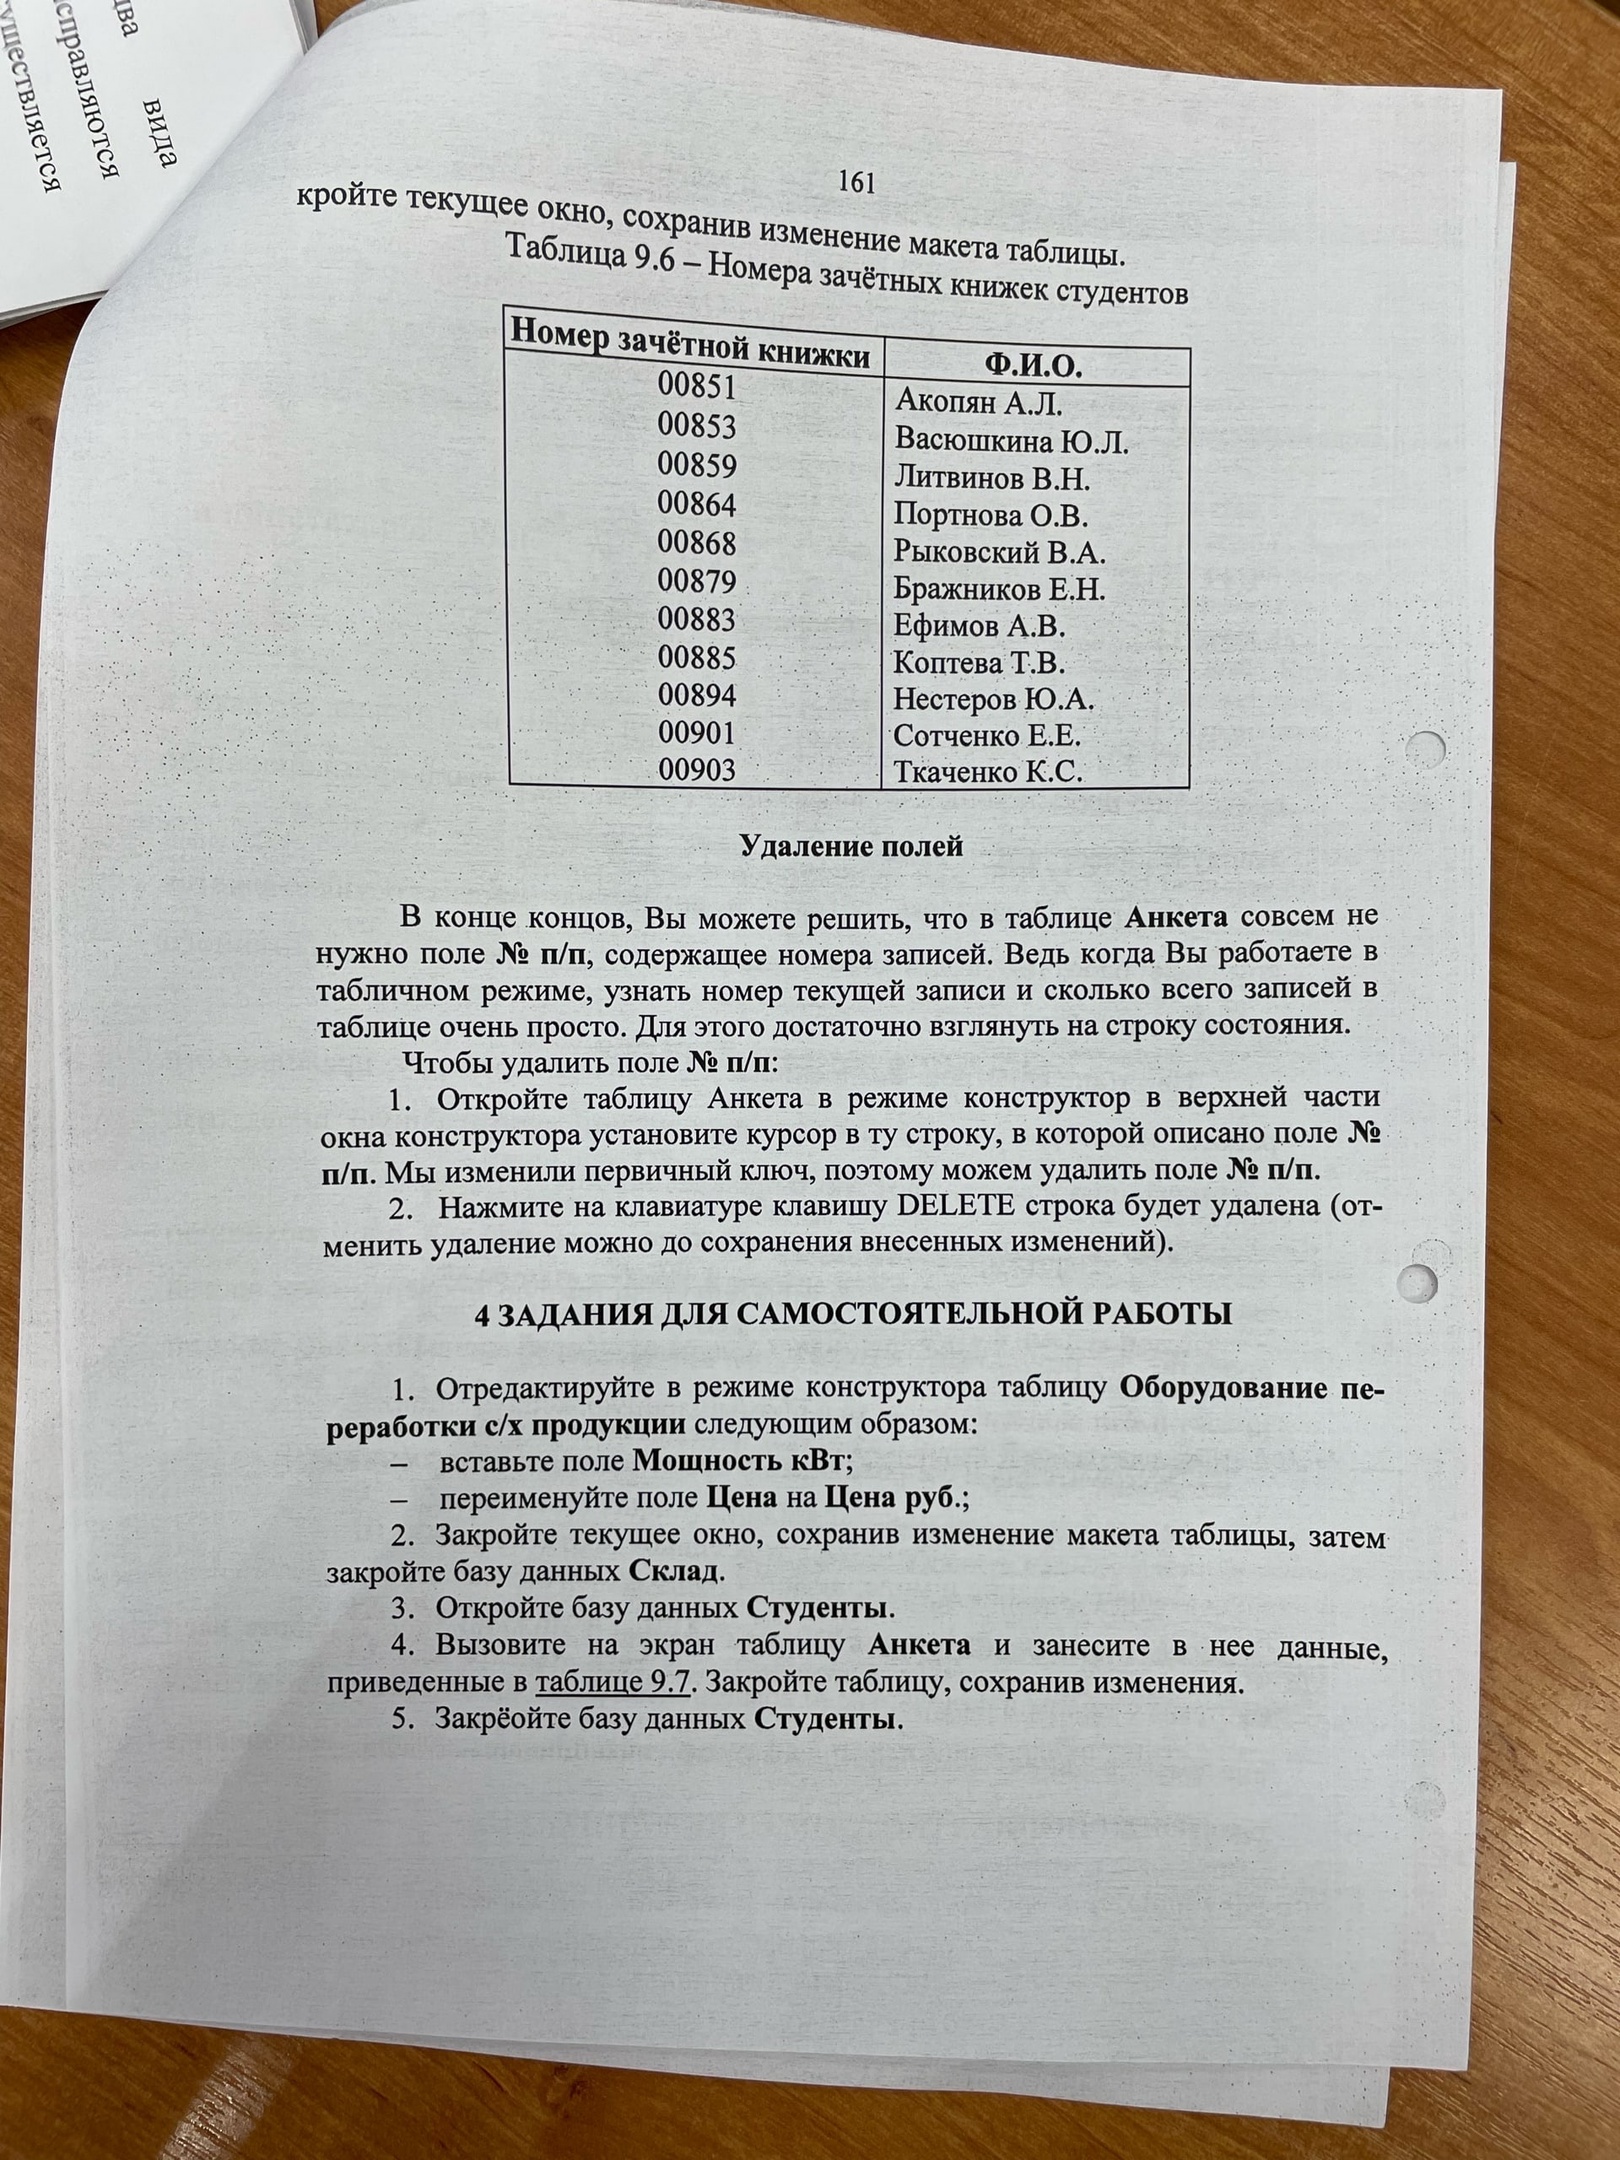 два вида
справляются
уществляется
161
кройте текущее окно, сохранив изменение макета таблицы.
Таблица 9.6 – Номера зачётных книжек студентов
Номер зачётной книжки Ф.И.О.
00851 Акопян А.Л.
00853 Васюшкина Ю.Л.
00859 Литвинов В.Н.
00864 Портнова О.В.
00868 Рыковский В.А.
00879 Бражников Е.Н.
00883 Ефимов А.В.
00885 Коптева Т.В.
00894 Нестеров Ю.А.
00901 Сотченко Е.Е.
00903 Ткаченко К.С.
Удаление полей
В конце концов, Вы можете решить, что в таблице Анкета совсем не
нужно поле № п/п, содержащее номера записей. Ведь когда Вы работаете в
табличном режиме, узнать номер текущей записи и сколько всего записей в
таблице очень просто. Для этого достаточно взглянуть на строку состояния.
Чтобы удалить поле № п/п:
1. Откройте таблицу Анкета в режиме конструктор в верхней части
окна конструктора установите курсор в ту строку, в которой описано поле №
п/п. Мы изменили первичный ключ, поэтому можем удалить поле № п/п.
2. Нажмите на клавиатуре клавишу DELETE строка будет удалена (от-
менить удаление можно до сохранения внесенных изменений).
4 ЗАДАНИЯ ДЛЯ САМОСТОЯТЕЛЬНОЙ РАБОТЫ
1. Отредактируйте в режиме конструктора таблицу Оборудование пе-
реработки с/х продукции следующим образом:
– вставьте поле Мощность кВт;
– переименуйте поле Цена на Цена руб.;
2. Закройте текущее окно, сохранив изменение макета таблицы, затем
закройте базу данных Склад.
3. Откройте базу данных Студенты.
4. Вызовите на экран таблицу Анкета и занесите в нее данные,
приведенные в таблице 9.7. Закройте таблицу, сохранив изменения.
5. Закрёойте базу данных Студенты.